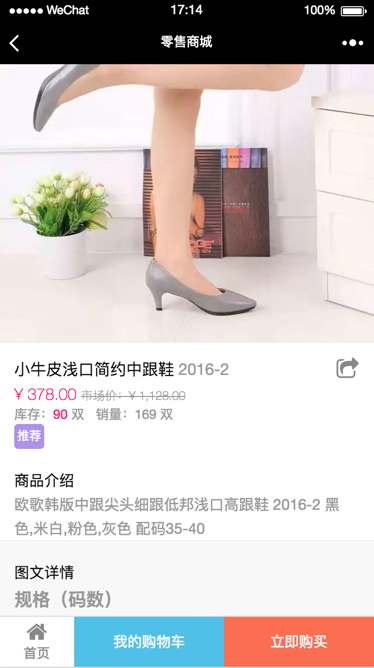 WeChat 17:14 100%
零售商城
小牛皮浅口简约中跟鞋 2016-2
¥ 378.00 市场价：¥ 1,128.00
库存：90 双 销量：169 双
推荐
商品介绍
欧歌韩版中跟尖头细跟低邦浅口高跟鞋 2016-2 黑
色,米白,粉色,灰色 配码35-40
图文详情
规格（码数）
首页 我的购物车 立即购买